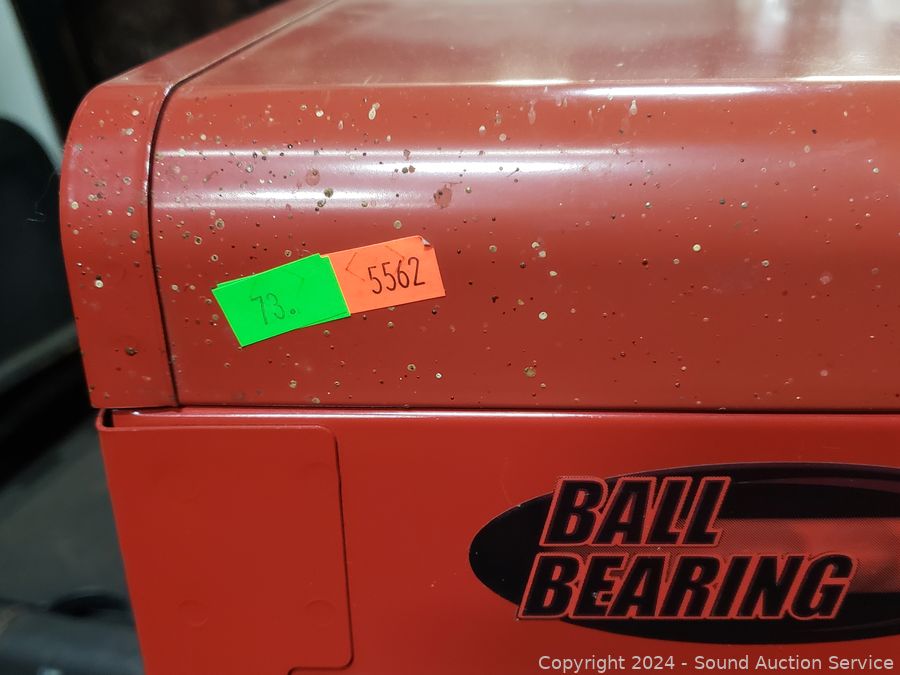 73.
5562
BALL
BEARING
Copyright 2024 - Sound Auction Service